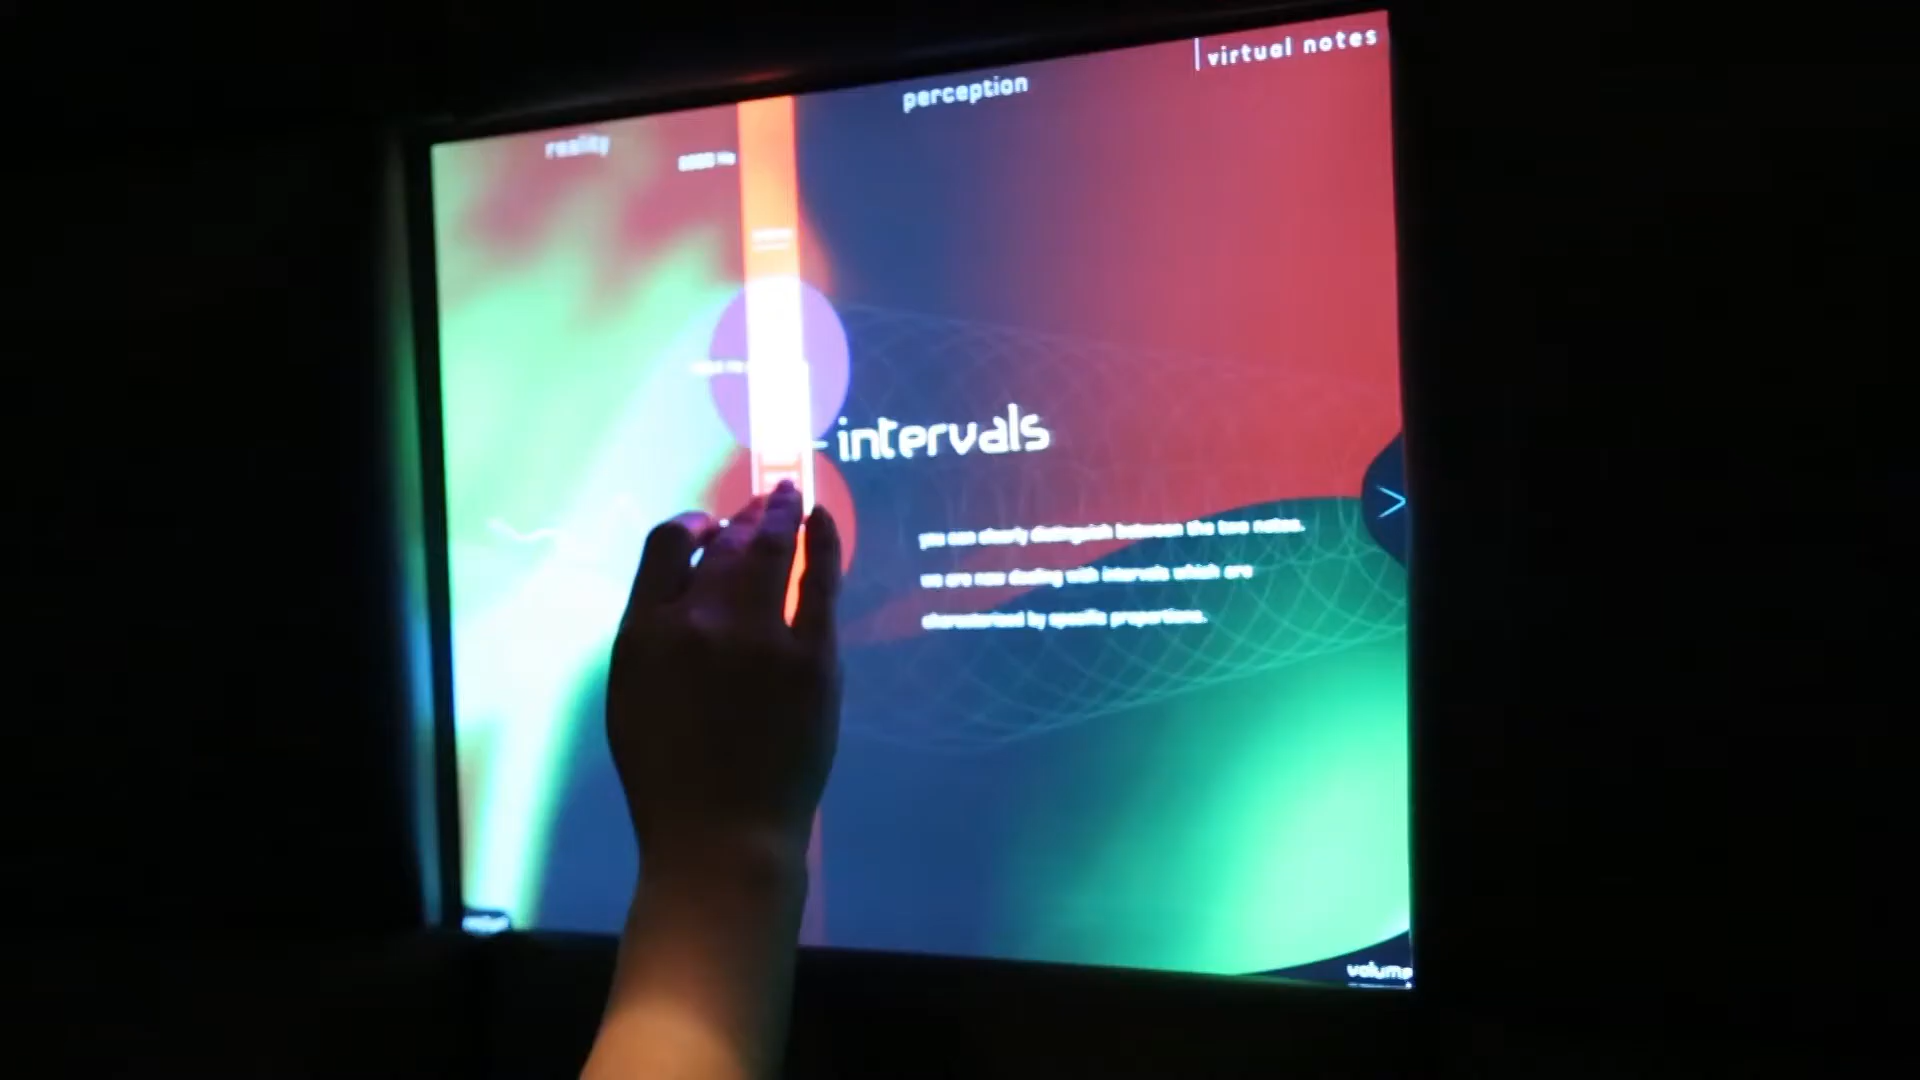 virtual notes
perception
reality
intervals
you can clearly distinguish between the two notes.
we are now dealing with intervals which are
characterised by specific proportions.
>
volume